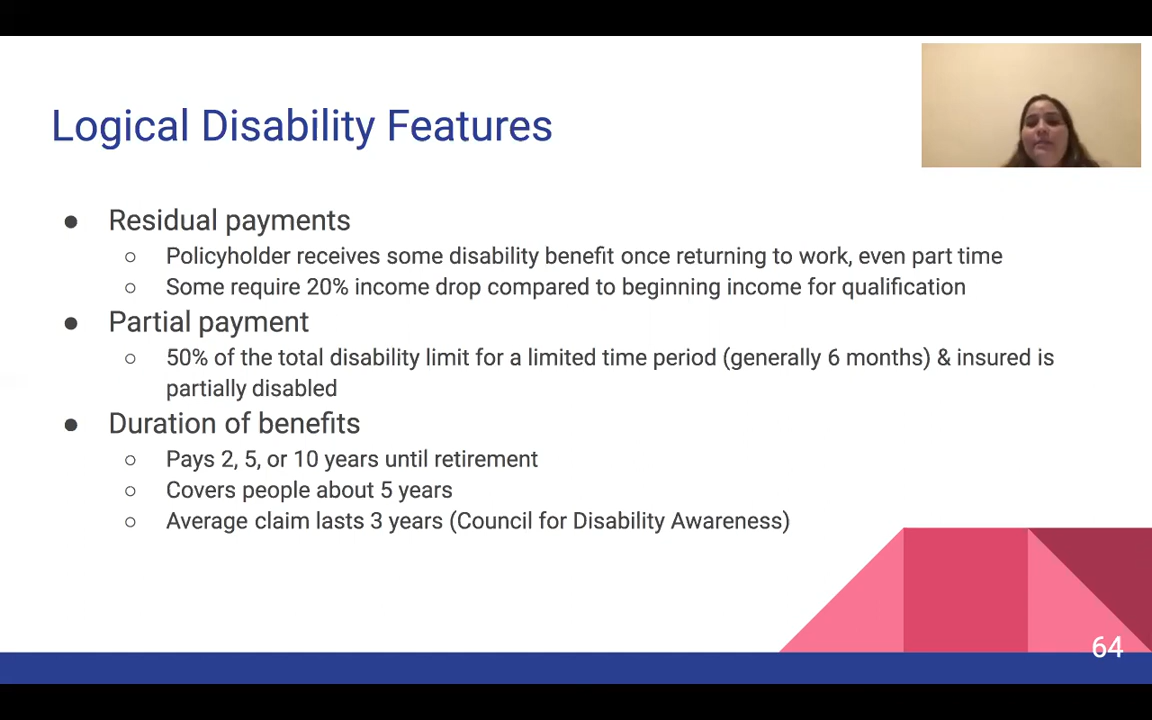 Logical Disability Features
● Residual payments
○ Policyholder receives some disability benefit once returning to work, even part time
○ Some require 20% income drop compared to beginning income for qualification
● Partial payment
○ 50% of the total disability limit for a limited time period (generally 6 months) & insured is
partially disabled
● Duration of benefits
○ Pays 2, 5, or 10 years until retirement
○ Covers people about 5 years
○ Average claim lasts 3 years (Council for Disability Awareness)
64